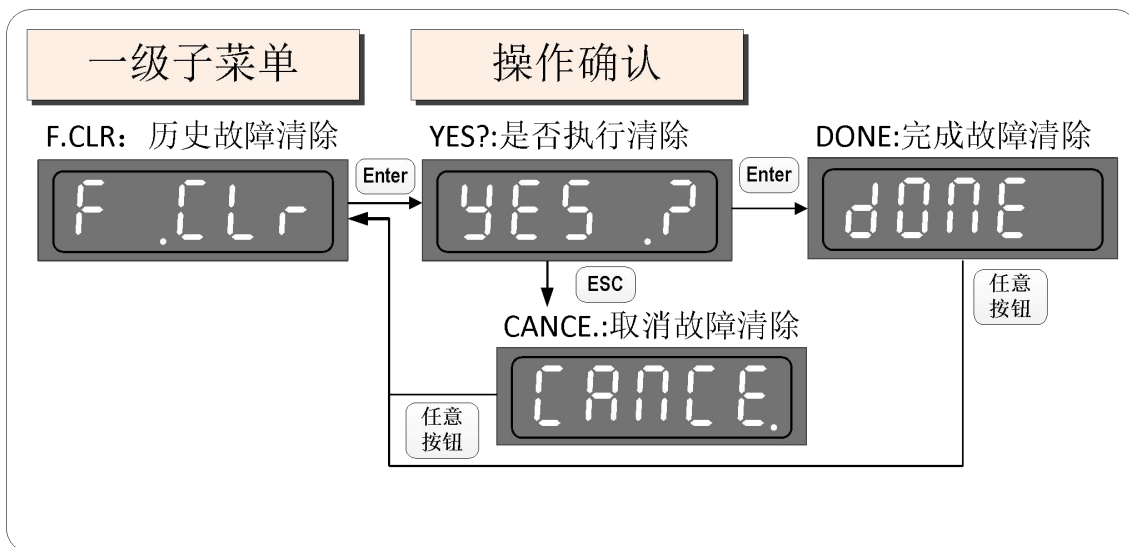 一级子菜单
操作确认
F.CLR：历史故障清除
YES?:是否执行清除
DONE:完成故障清除
F .CLr
Enter
YES .?
Enter
dONE
ESC
任意
按钮
CANCE.:取消故障清除
CANCE.
任意
按钮